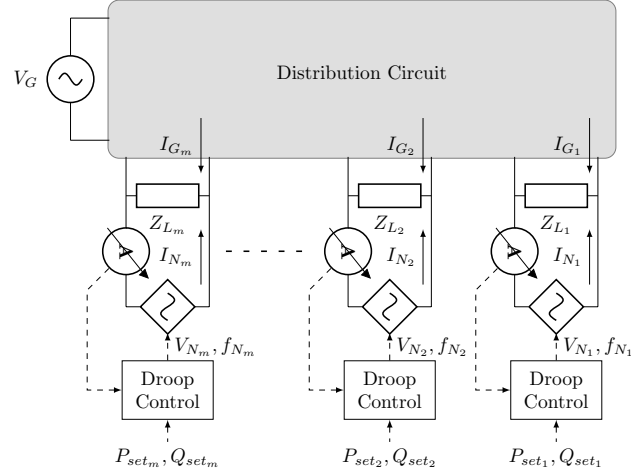 Distribution Circuit
V_G
I_{G_m} I_{G_2} I_{G_1}
Z_{L_m} Z_{L_2} Z_{L_1}
A A A
I_{N_m} I_{N_2} I_{N_1}
V_{N_m}, f_{N_m} V_{N_2}, f_{N_2} V_{N_1}, f_{N_1}
Droop Droop Droop
Control Control Control
P_{set_m}, Q_{set_m} P_{set_2}, Q_{set_2} P_{set_1}, Q_{set_1}